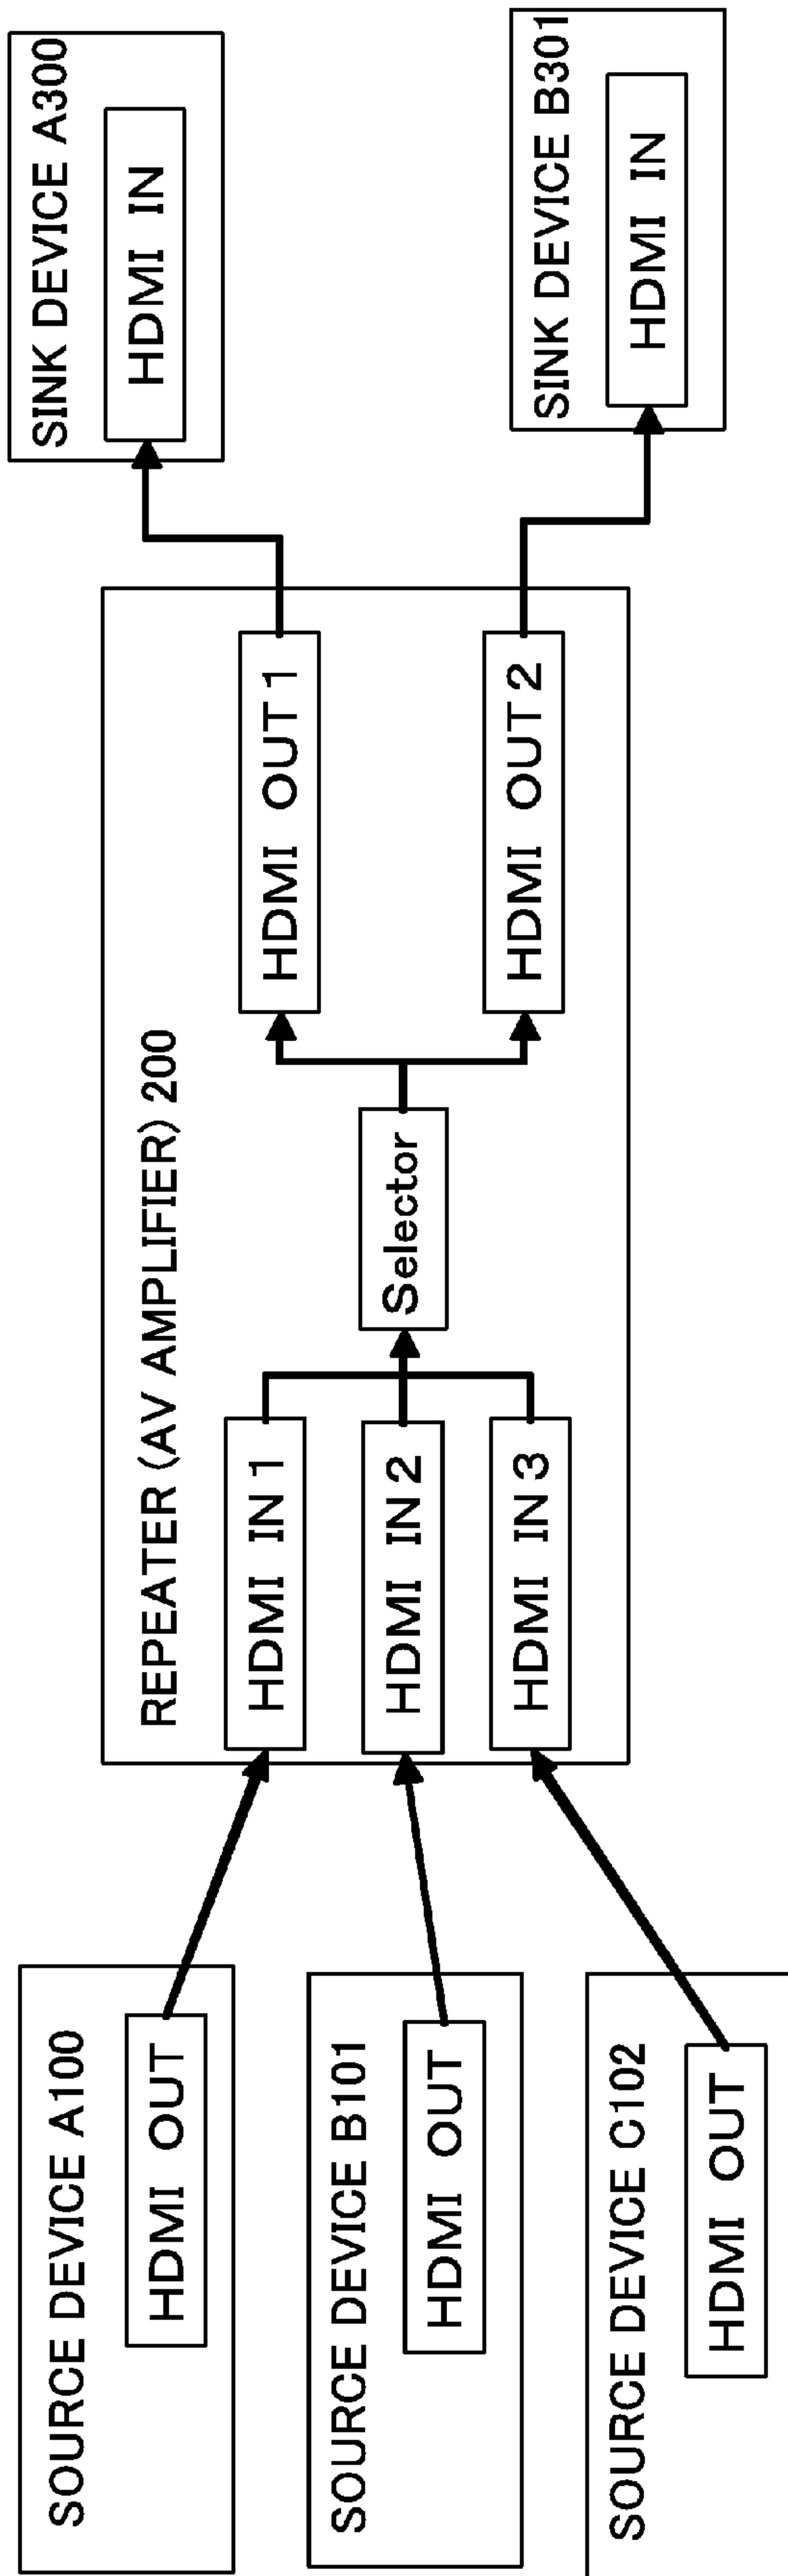 SOURCE DEVICE A100
HDMI OUT
SOURCE DEVICE B101
HDMI OUT
SOURCE DEVICE C102
HDMI OUT
REPEATER (AV AMPLIFIER) 200
HDMI IN 1
HDMI IN 2
HDMI IN 3
Selector
HDMI OUT 1
HDMI OUT 2
SINK DEVICE A300
HDMI IN
SINK DEVICE B301
HDMI IN